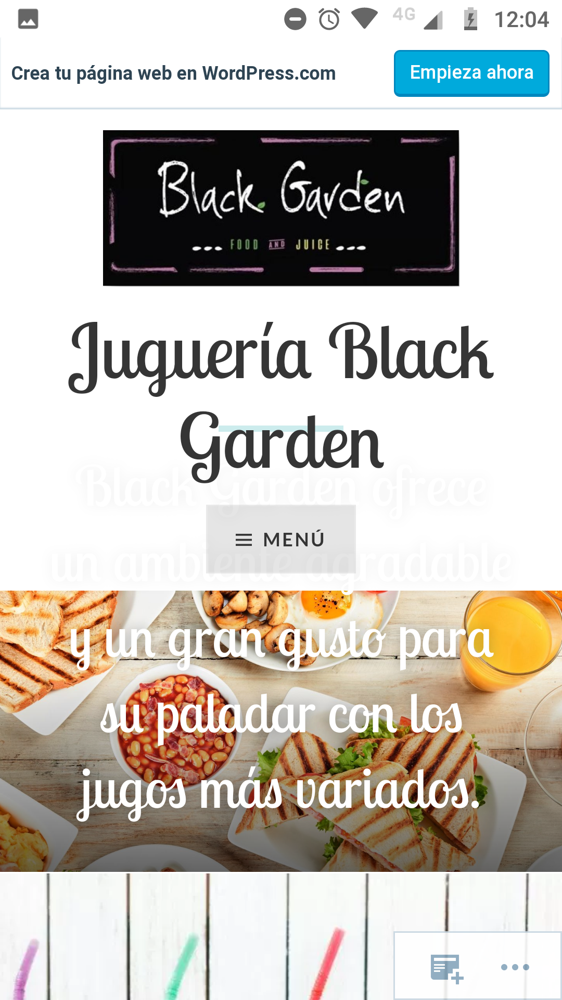 4G 12:04
Crea tu página web en WordPress.com
Empieza ahora
Black Garden
FOOD AND JUICE
Juguería Black
Garden
Black Garden ofrece
MENÚ
un ambiente agradable
y un gran gusto para
su paladar con los
jugos más variados.